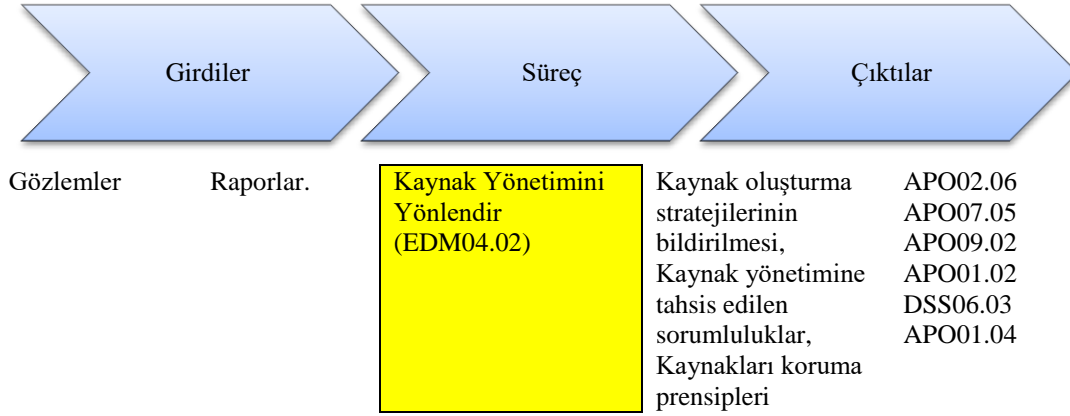 Girdiler
Süreç
Çıktılar
Gözlemler
Raporlar.
Kaynak Yönetimini
Yönlendir
(EDM04.02)
Kaynak oluşturma
stratejilerinin
bildirilmesi,
Kaynak yönetimine
tahsis edilen
sorumluluklar,
Kaynakları koruma
prensipleri
APO02.06
APO07.05
APO09.02
APO01.02
DSS06.03
APO01.04